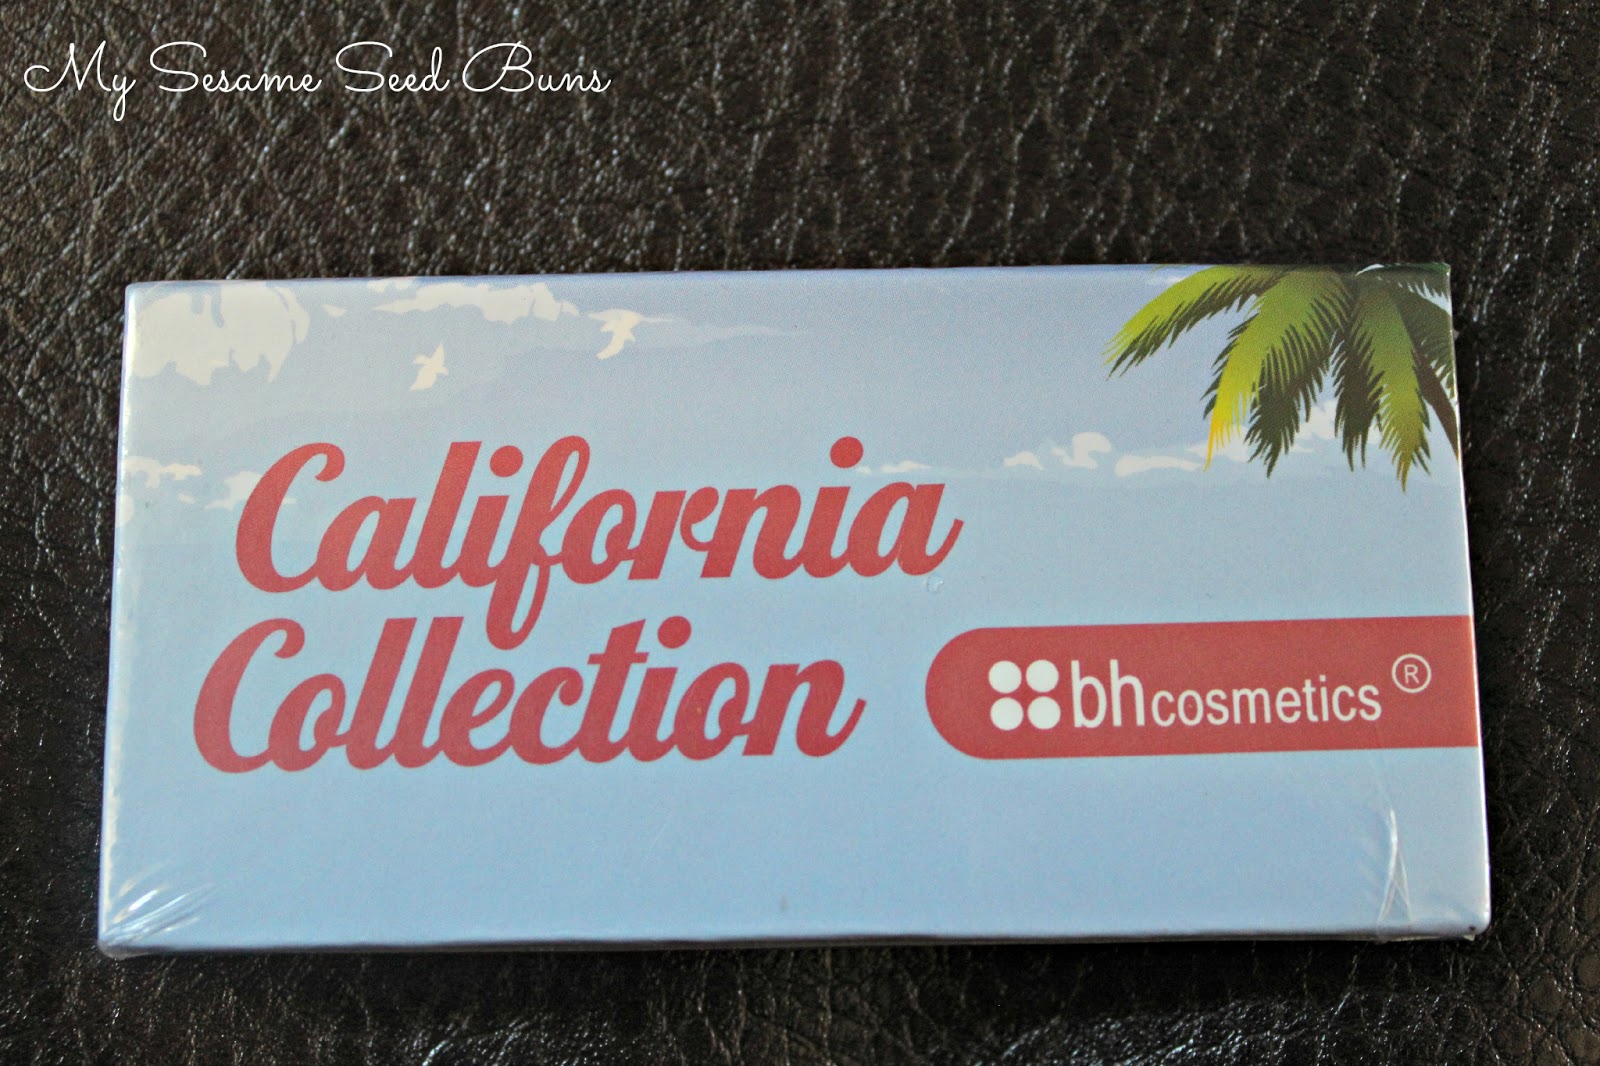 My Sesame Seed Buns
California
Collection
bhcosmetics®